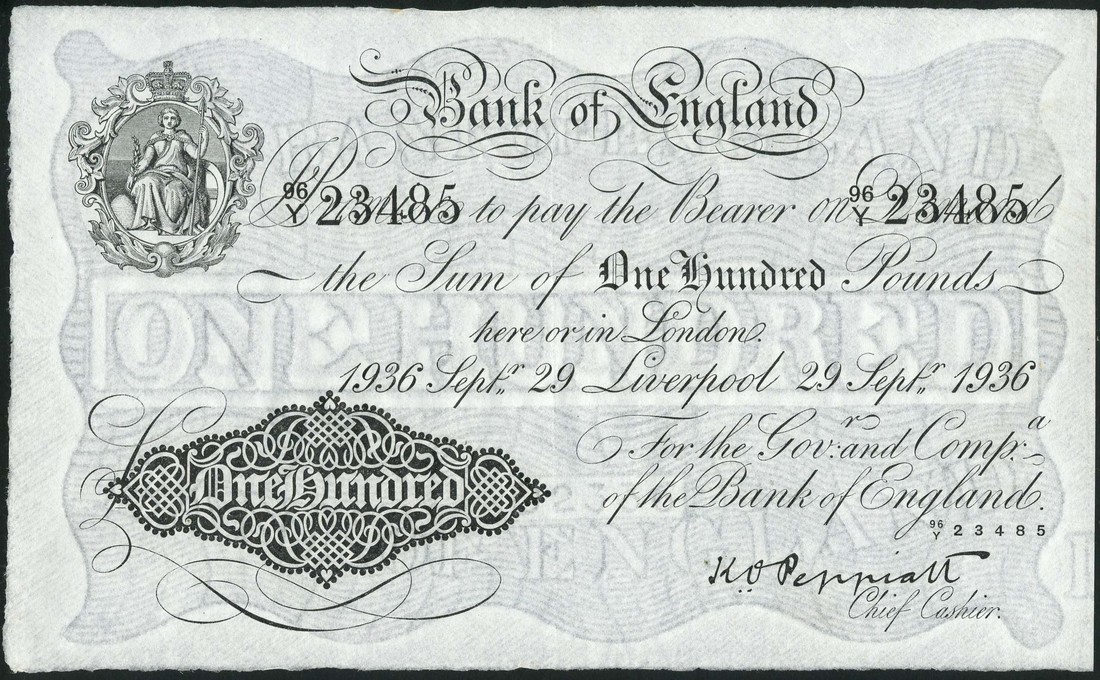 Bank of England
96/Y 23485 to pay the Bearer on 96/Y 23485
the Sum of One Hundred Pounds
here or in London.
1936 Septr. 29 Liverpool 29 Septr. 1936
For the Govr. and Compa.
of the Bank of England.
96/Y 23485
One Hundred
K.O. Peppiatt
Chief Cashier.
ONE HUNDRED